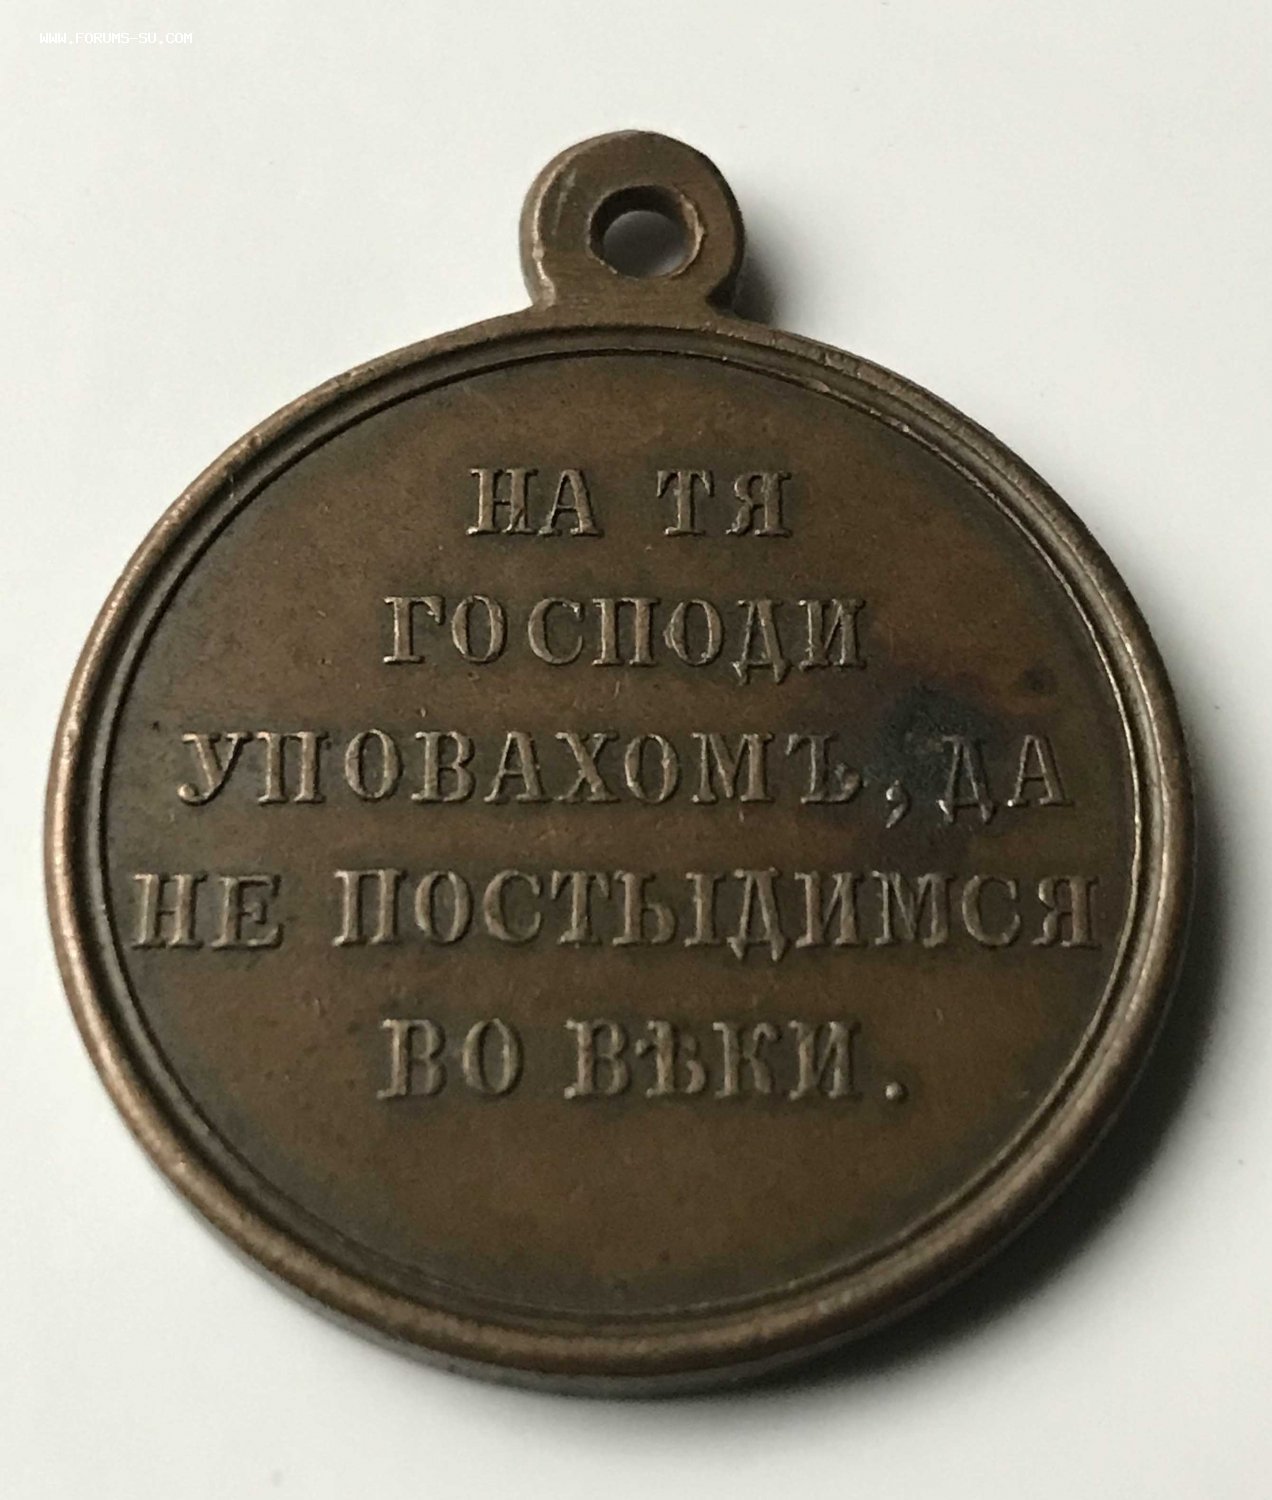 WWW.FORUMS-SU.COM
НА ТЯ
ГОСПОДИ
УПОВАХОМЪ, ДА
НЕ ПОСТЫДИМСЯ
ВО ВѢКИ.